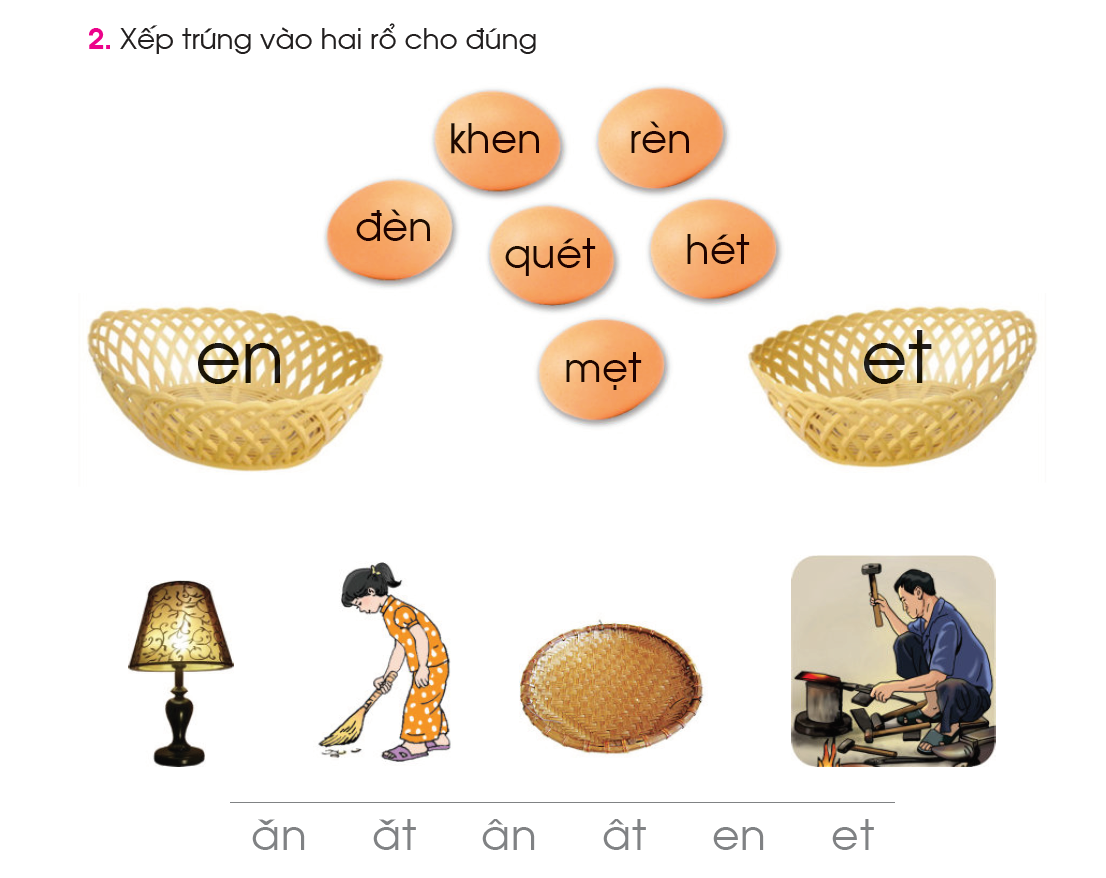 2. Xếp trứng vào hai rổ cho đúng
khen rèn
đèn quét hét
en mẹt et
ăn ăt ân ât en et